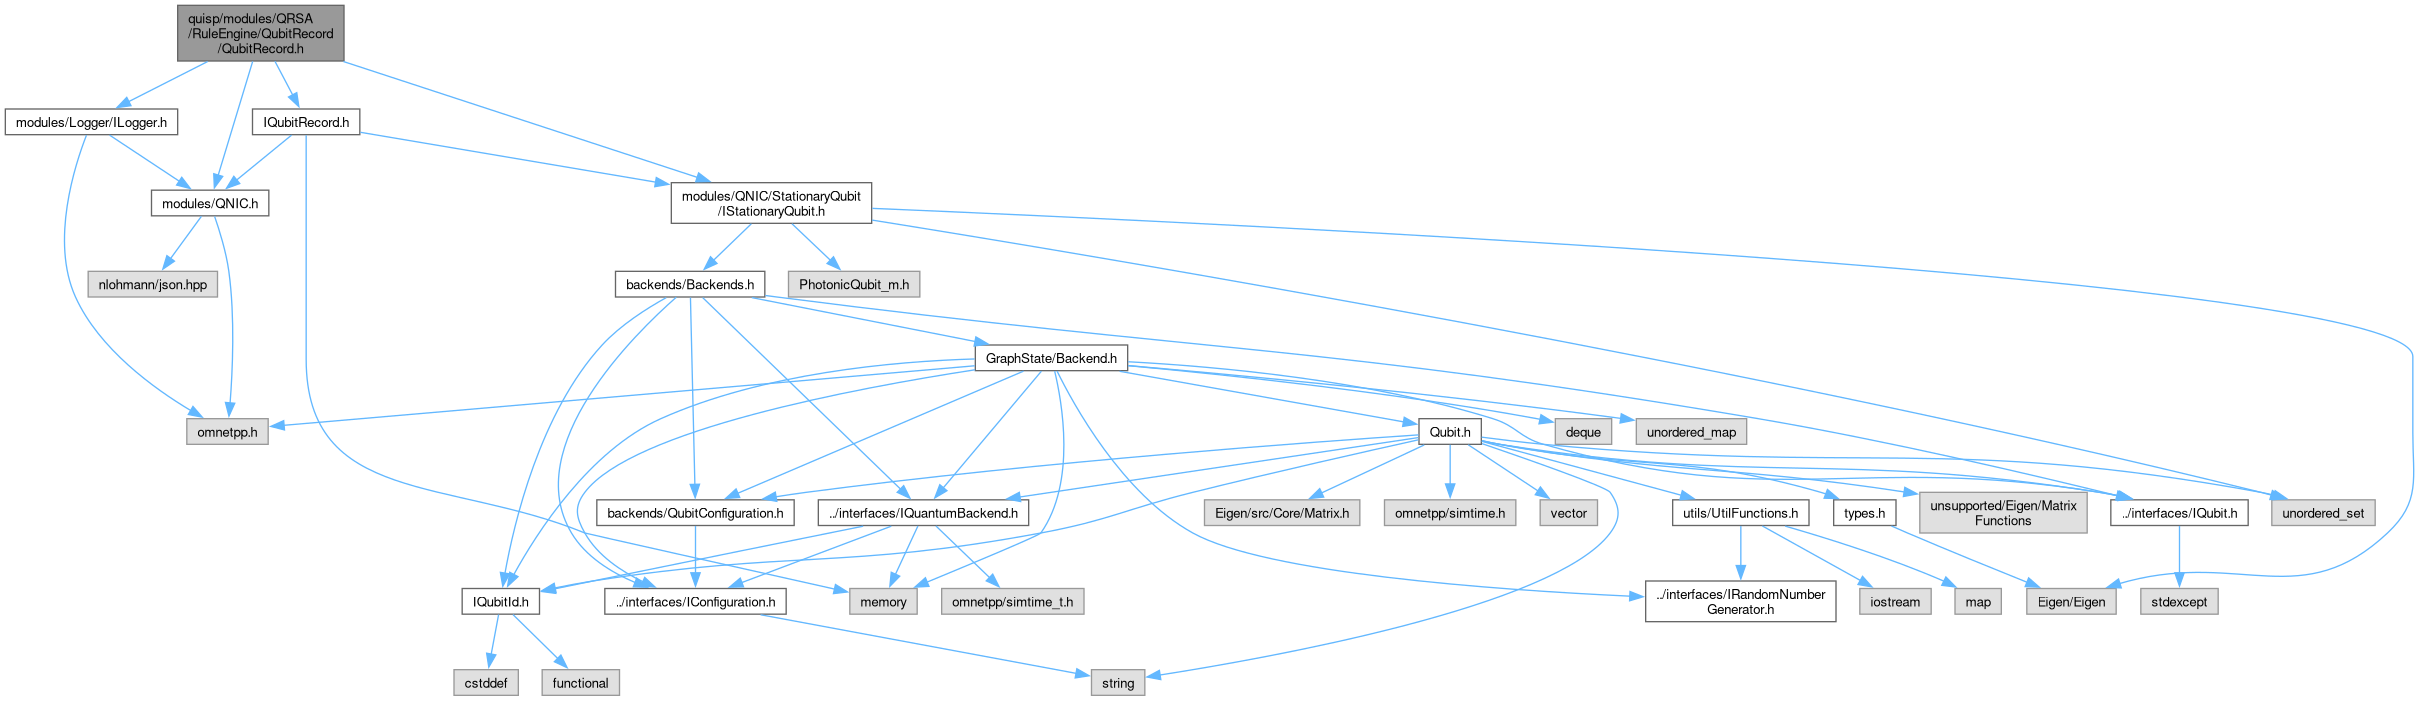 quisp/modules/QRSA
/RuleEngine/QubitRecord
/QubitRecord.h
modules/Logger/ILogger.h
IQubitRecord.h
modules/QNIC.h
modules/QNIC/StationaryQubit
/IStationaryQubit.h
nlohmann/json.hpp
backends/Backends.h
PhotonicQubit_m.h
GraphState/Backend.h
omnetpp.h
Qubit.h
deque
unordered_map
backends/QubitConfiguration.h
../interfaces/IQuantumBackend.h
Eigen/src/Core/Matrix.h
omnetpp/simtime.h
vector
utils/UtilFunctions.h
types.h
unsupported/Eigen/Matrix
Functions
../interfaces/IQubit.h
unordered_set
IQubitId.h
../interfaces/IConfiguration.h
memory
omnetpp/simtime_t.h
../interfaces/IRandomNumber
Generator.h
iostream
map
Eigen/Eigen
stdexcept
cstddef
functional
string